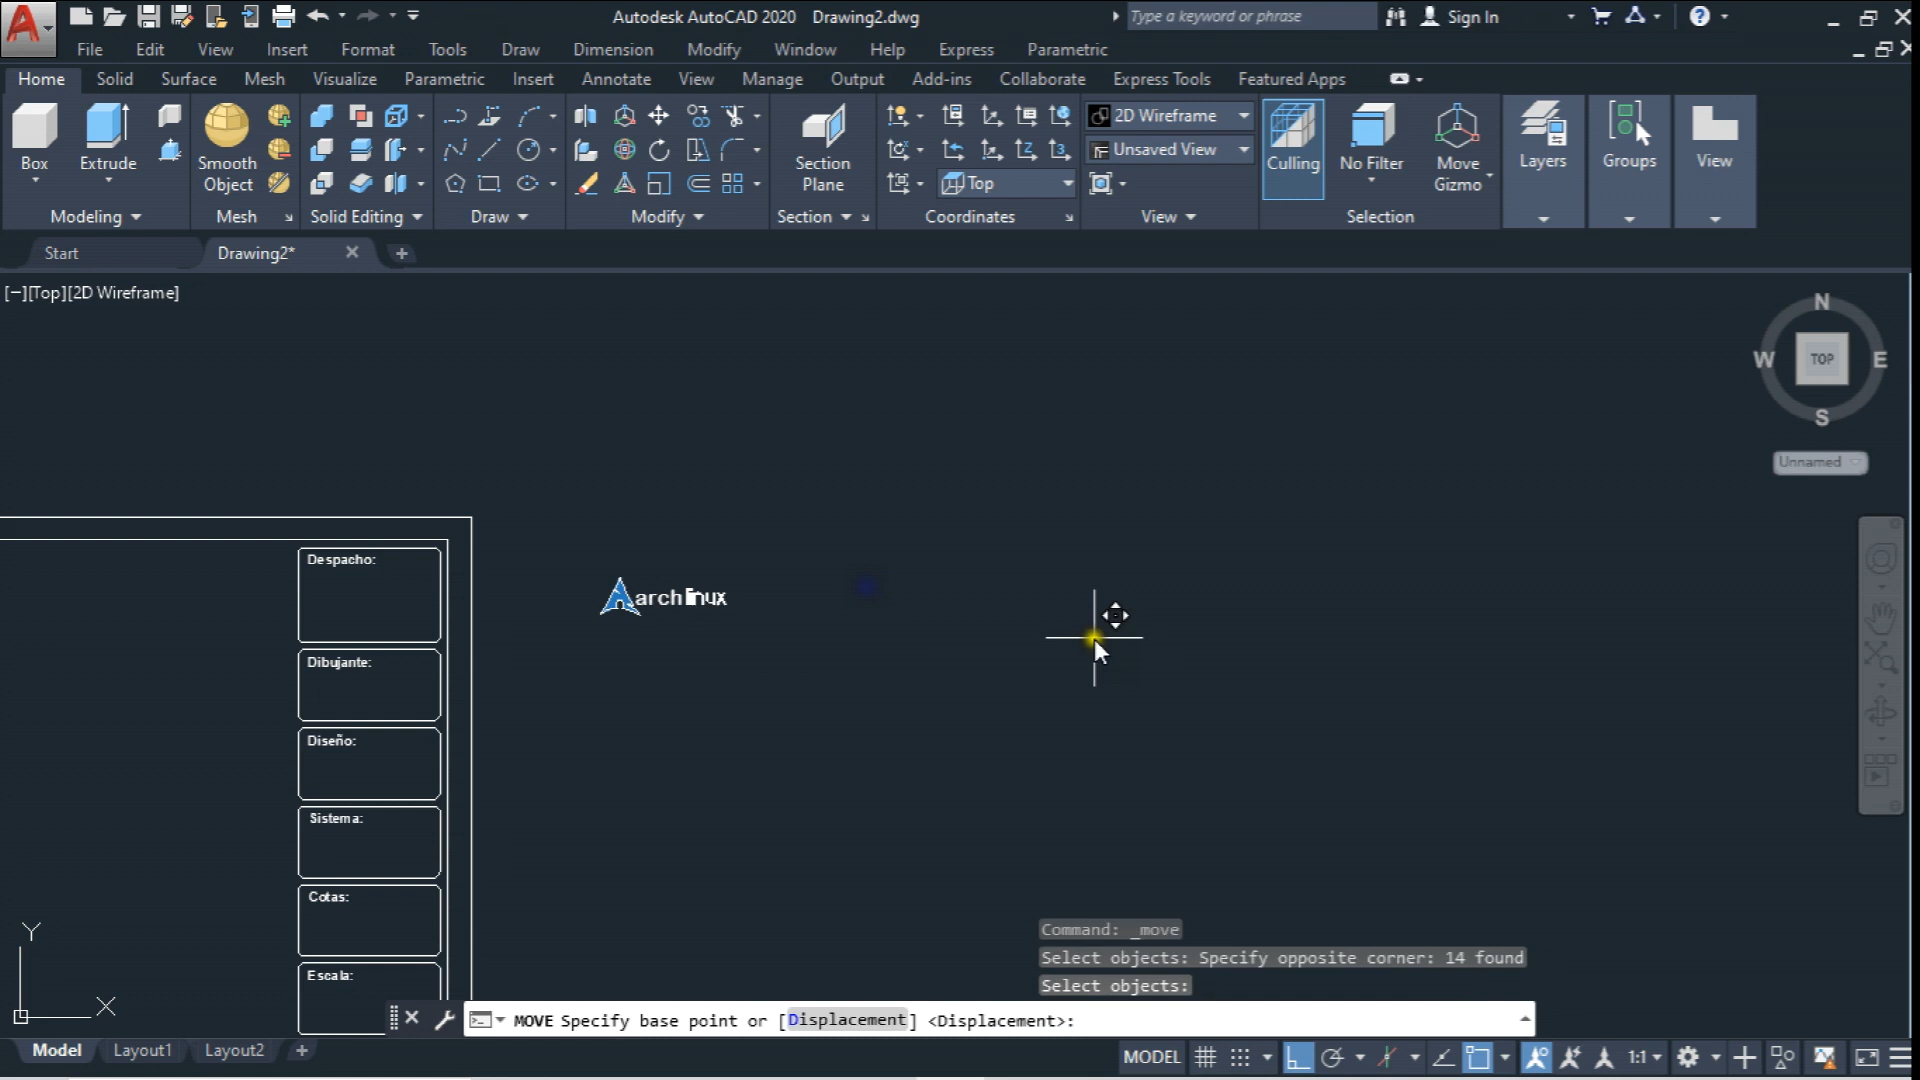 Autodesk AutoCAD 2020 Drawing2.dwg
Type a keyword or phrase
Sign In
File Edit View Insert Format Tools Draw Dimension Modify Window Help Express Parametric
Home Solid Surface Mesh Visualize Parametric Insert Annotate View Manage Output Add-ins Collaborate Express Tools Featured Apps
2D Wireframe
Unsaved View
Top
Box
Extrude
Smooth
Object
Section
Plane
Culling
No Filter
Move
Gizmo
Layers
Groups
View
Modeling
Mesh
Solid Editing
Draw
Modify
Section
Coordinates
View
Selection
Start
Drawing2*
[−][Top][2D Wireframe]
N
W
TOP
E
S
Unnamed
Despacho:
Dibujante:
Diseño:
Sistema:
Cotas:
Escala:
archlinux
Y
X
Command: _move
Select objects: Specify opposite corner: 14 found
Select objects:
MOVE Specify base point or [Displacement] <Displacement>:
Model Layout1 Layout2
MODEL
1:1